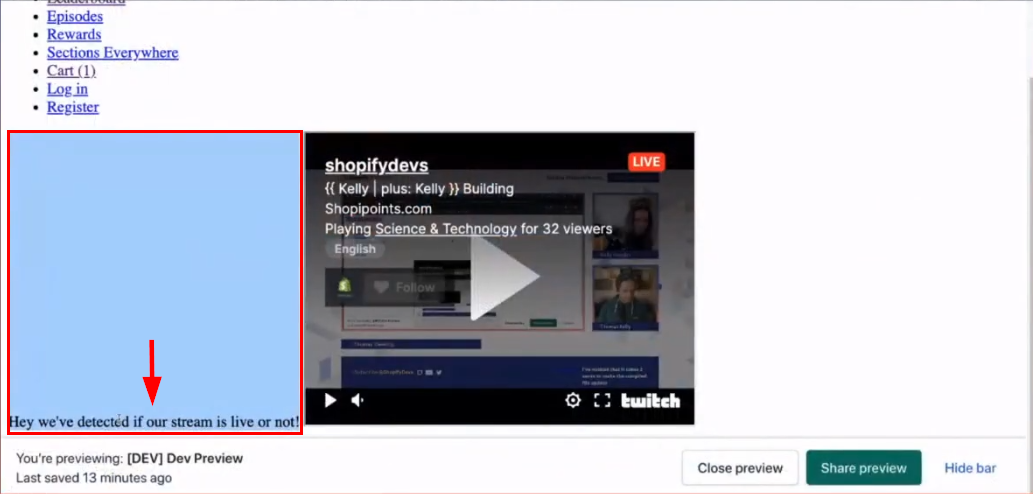 Leaderboard
Episodes
Rewards
Sections Everywhere
Cart (1)
Log in
Register
shopifydevs
LIVE
{{ Kelly | plus: Kelly }} Building
Shopipoints.com
Playing Science & Technology for 32 viewers
English
Follow
twitch
Hey we've detected if our stream is live or not!
You're previewing: [DEV] Dev Preview
Last saved 13 minutes ago
Close preview
Share preview
Hide bar